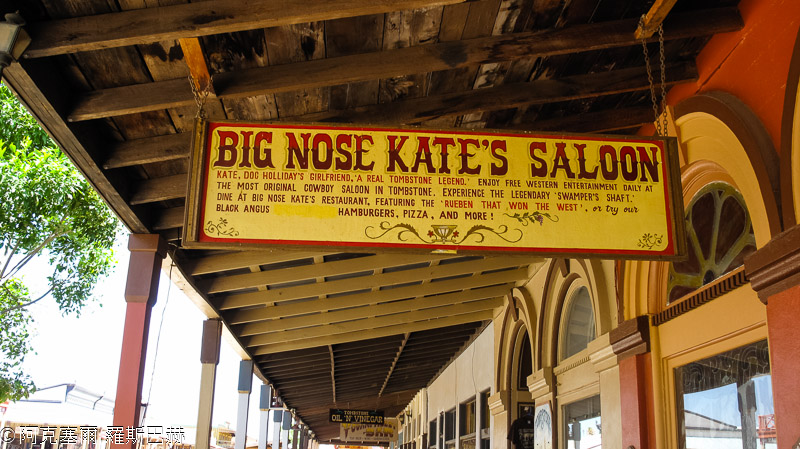 BIG NOSE KATE'S SALOON
KATE, DOC HOLLIDAY'S GIRLFRIEND, 'A REAL TOMBSTONE LEGEND.' ENJOY FREE WESTERN ENTERTAINMENT DAILY AT
THE MOST ORIGINAL COWBOY SALOON IN TOMBSTONE. EXPERIENCE THE LEGENDARY 'SWAMPER'S SHAFT.'
DINE AT BIG NOSE KATE'S RESTAURANT, FEATURING THE 'RUEBEN THAT WON THE WEST', or try our
BLACK ANGUS HAMBURGERS, PIZZA, AND MORE!
TOMBSTONE
OIL 'N VINEGAR
©阿克塞爾·羅斯巴赫